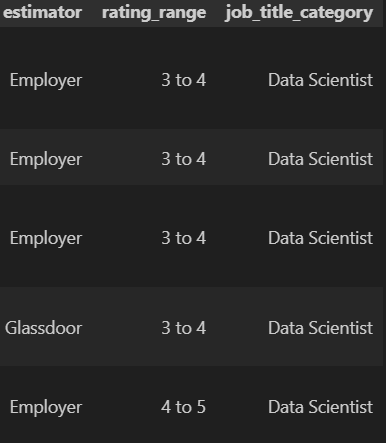 estimator rating_range job_title_category
Employer 3 to 4 Data Scientist
Employer 3 to 4 Data Scientist
Employer 3 to 4 Data Scientist
Glassdoor 3 to 4 Data Scientist
Employer 4 to 5 Data Scientist